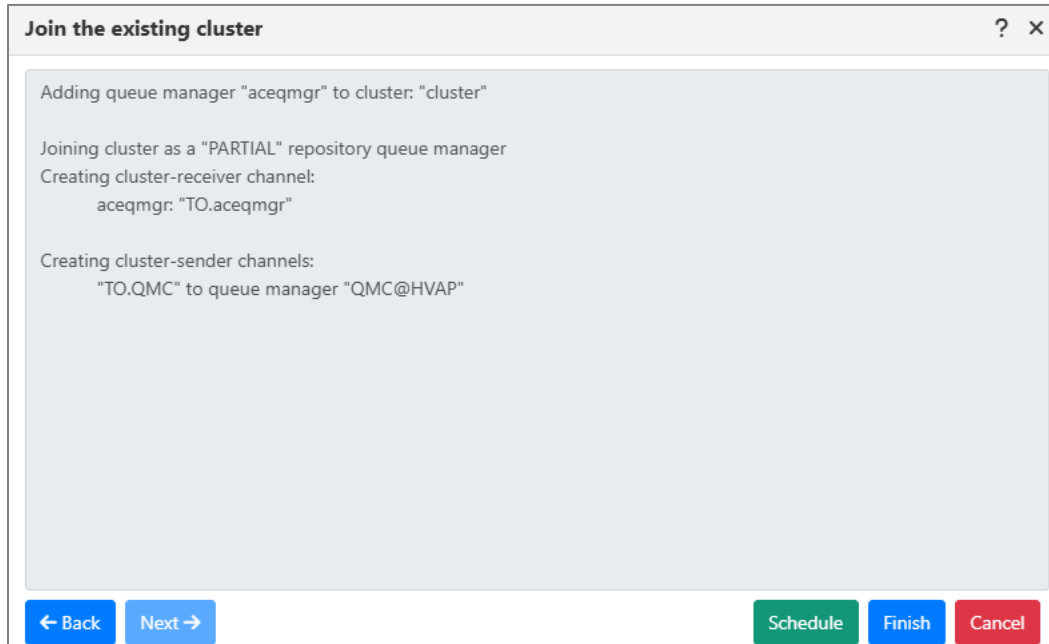 Join the existing cluster ? ×
Adding queue manager "aceqmgr" to cluster: "cluster"
Joining cluster as a "PARTIAL" repository queue manager
Creating cluster-receiver channel:
aceqmgr: "TO.aceqmgr"
Creating cluster-sender channels:
"TO.QMC" to queue manager "QMC@HVAP"
← Back Next → Schedule Finish Cancel